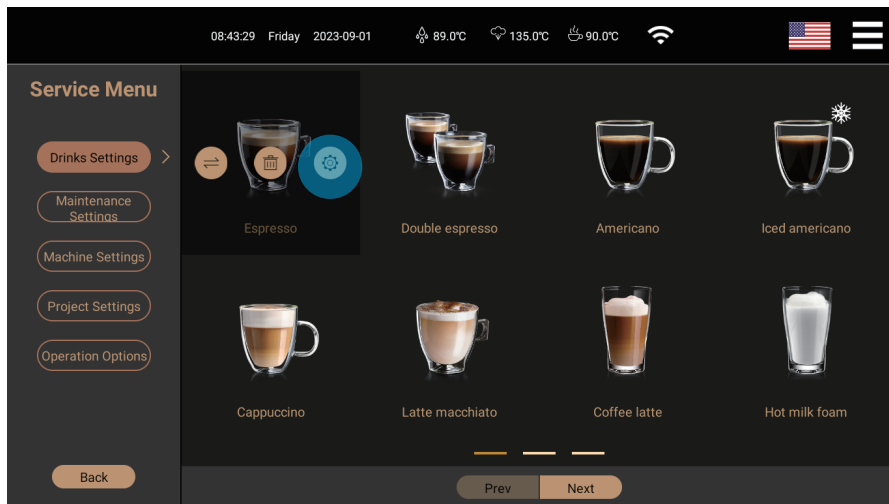 08:43:29 Friday 2023-09-01 89.0℃ 135.0℃ 90.0℃
Service Menu
Drinks Settings
Maintenance
Settings
Machine Settings
Project Settings
Operation Options
Back
Espresso
Double espresso
Americano
Iced americano
Cappuccino
Latte macchiato
Coffee latte
Hot milk foam
Prev
Next